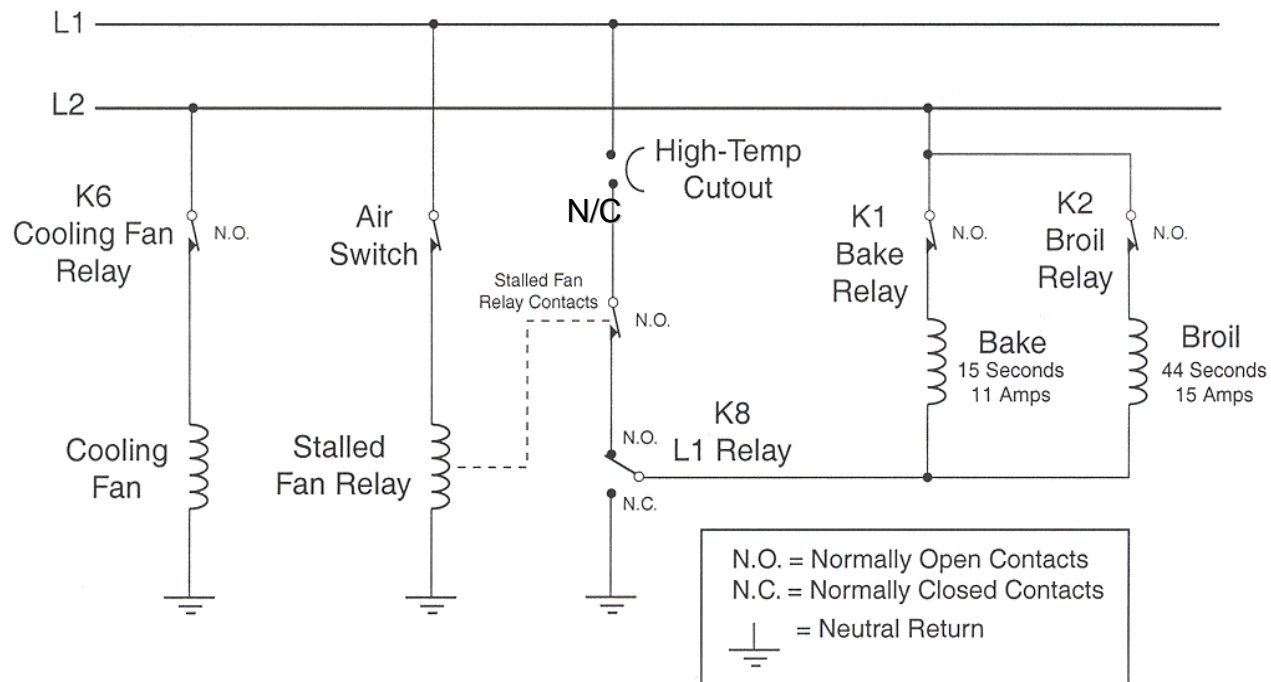 L1
L2
K6
Cooling Fan
Relay
N.O.
Cooling
Fan
Air
Switch
Stalled
Fan Relay
High-Temp
Cutout
N/C
Stalled Fan
Relay Contacts
N.O.
N.O.
K8
L1 Relay
N.C.
K1
Bake
Relay
N.O.
Bake
15 Seconds
11 Amps
K2
Broil
Relay
N.O.
Broil
44 Seconds
15 Amps
N.O. = Normally Open Contacts
N.C. = Normally Closed Contacts
= Neutral Return